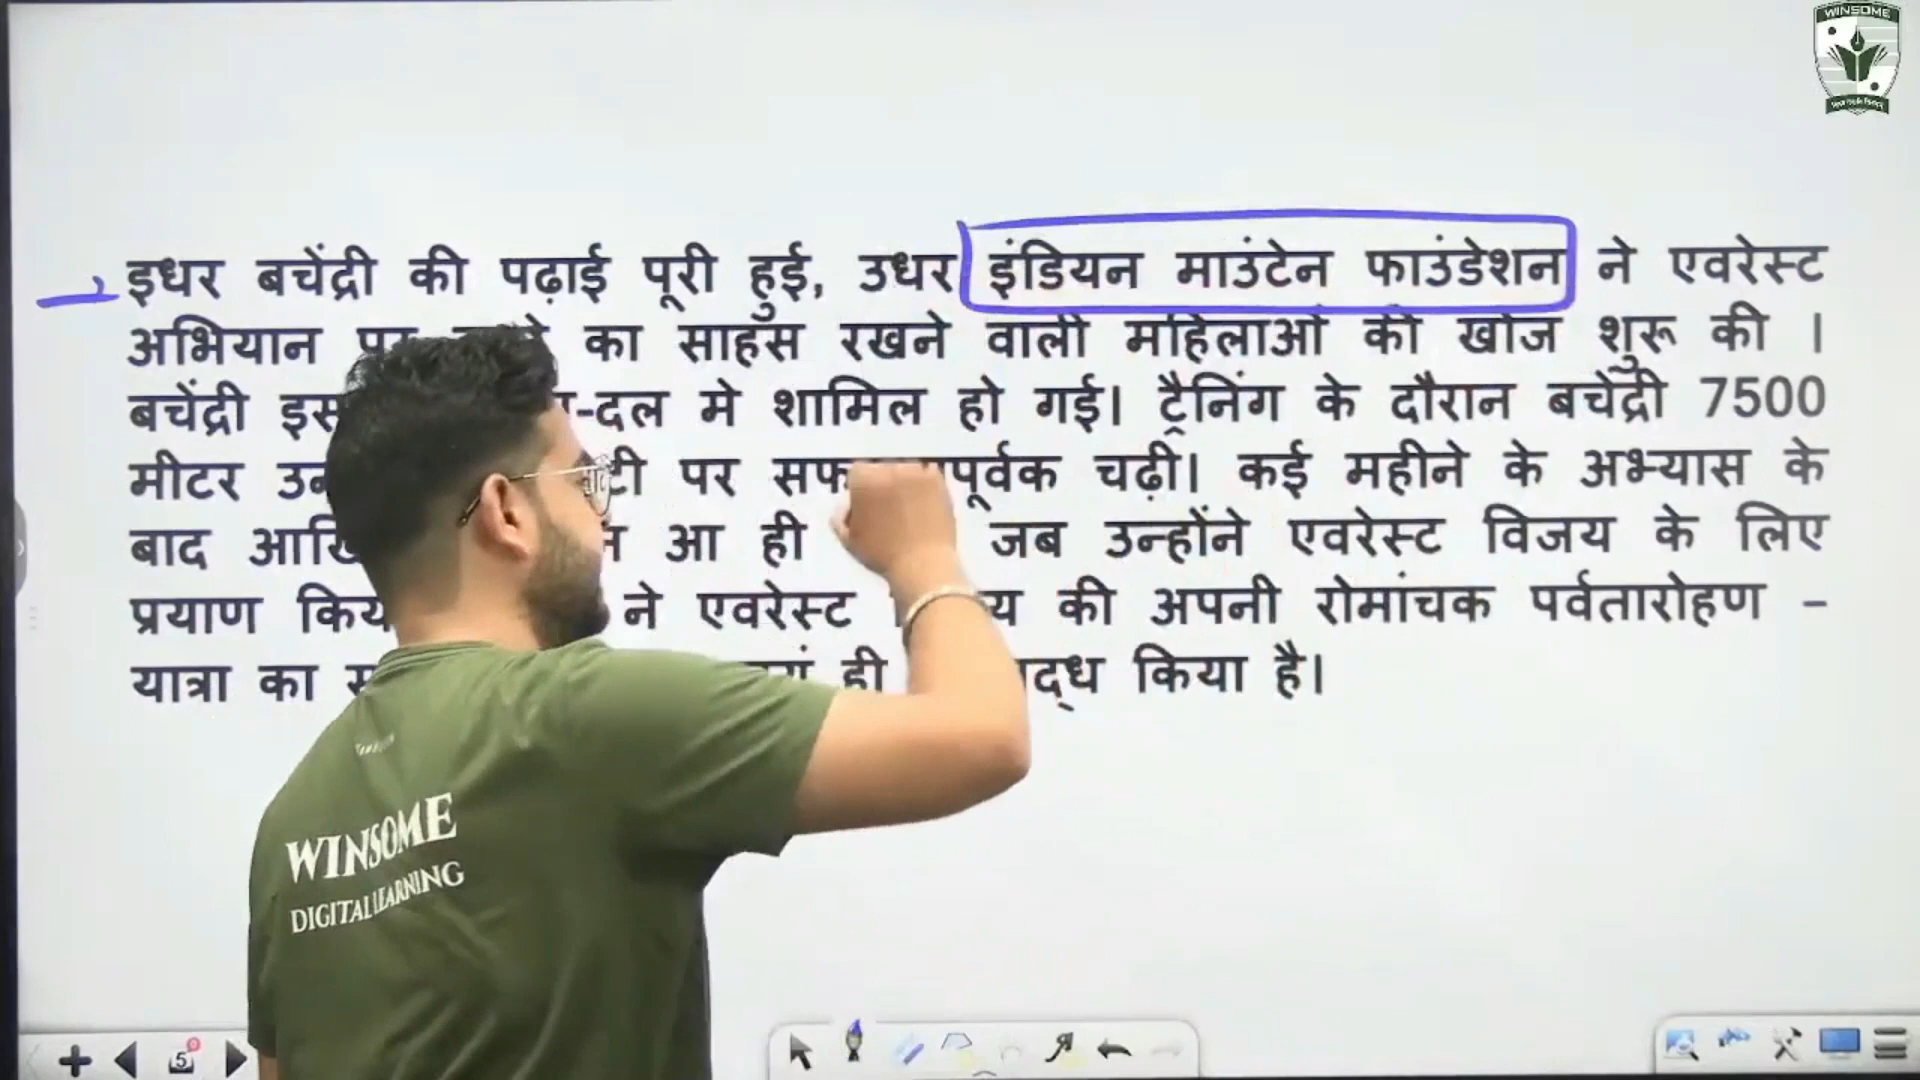 WINSOME
इधर बचेंद्री की पढ़ाई पूरी हुई, उधर इंडियन माउंटेन फाउंडेशन ने एवरेस्ट
अभियान का साहस रखने वाली महिलाओं की खोज शुरू की ।
बचेंद्री दल मे शामिल हो गई। ट्रैनिंग के दौरान बचेंद्री 7500
मीटर पर चढ़ी। कई महीने के अभ्यास के
बाद आ ही जब उन्होंने एवरेस्ट विजय के लिए
प्रयाण ने एवरेस्ट की अपनी रोमांचक पर्वतारोहण –
यात्रा का ही किया है।
WINSOME
DIGITAL LEARNING
5